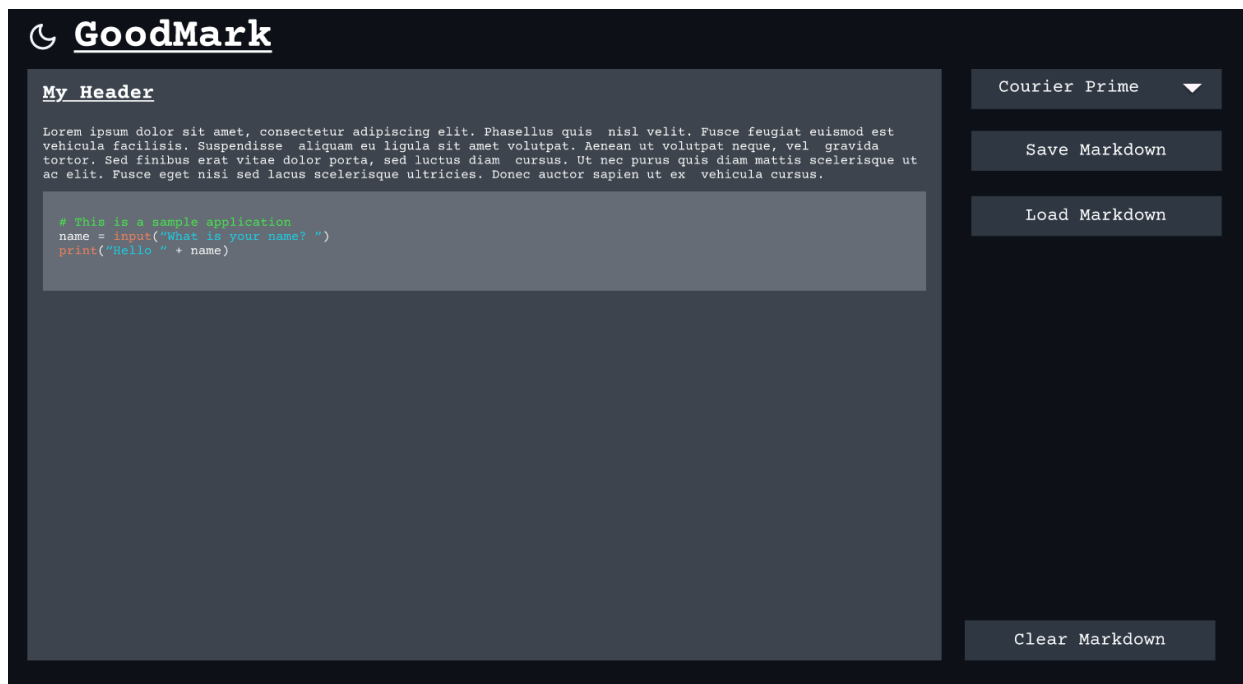 GoodMark
My Header
Lorem ipsum dolor sit amet, consectetur adipiscing elit. Phasellus quis  nisl velit. Fusce feugiat euismod est
vehicula facilisis. Suspendisse  aliquam eu ligula sit amet volutpat. Aenean ut volutpat neque, vel  gravida
tortor. Sed finibus erat vitae dolor porta, sed luctus diam  cursus. Ut nec purus quis diam mattis scelerisque ut
ac elit. Fusce eget nisi sed lacus scelerisque ultricies. Donec auctor sapien ut ex  vehicula cursus.
# This is a sample application
name = input(“What is your name? ”)
print(“Hello “ + name)
Courier Prime
Save Markdown
Load Markdown
Clear Markdown